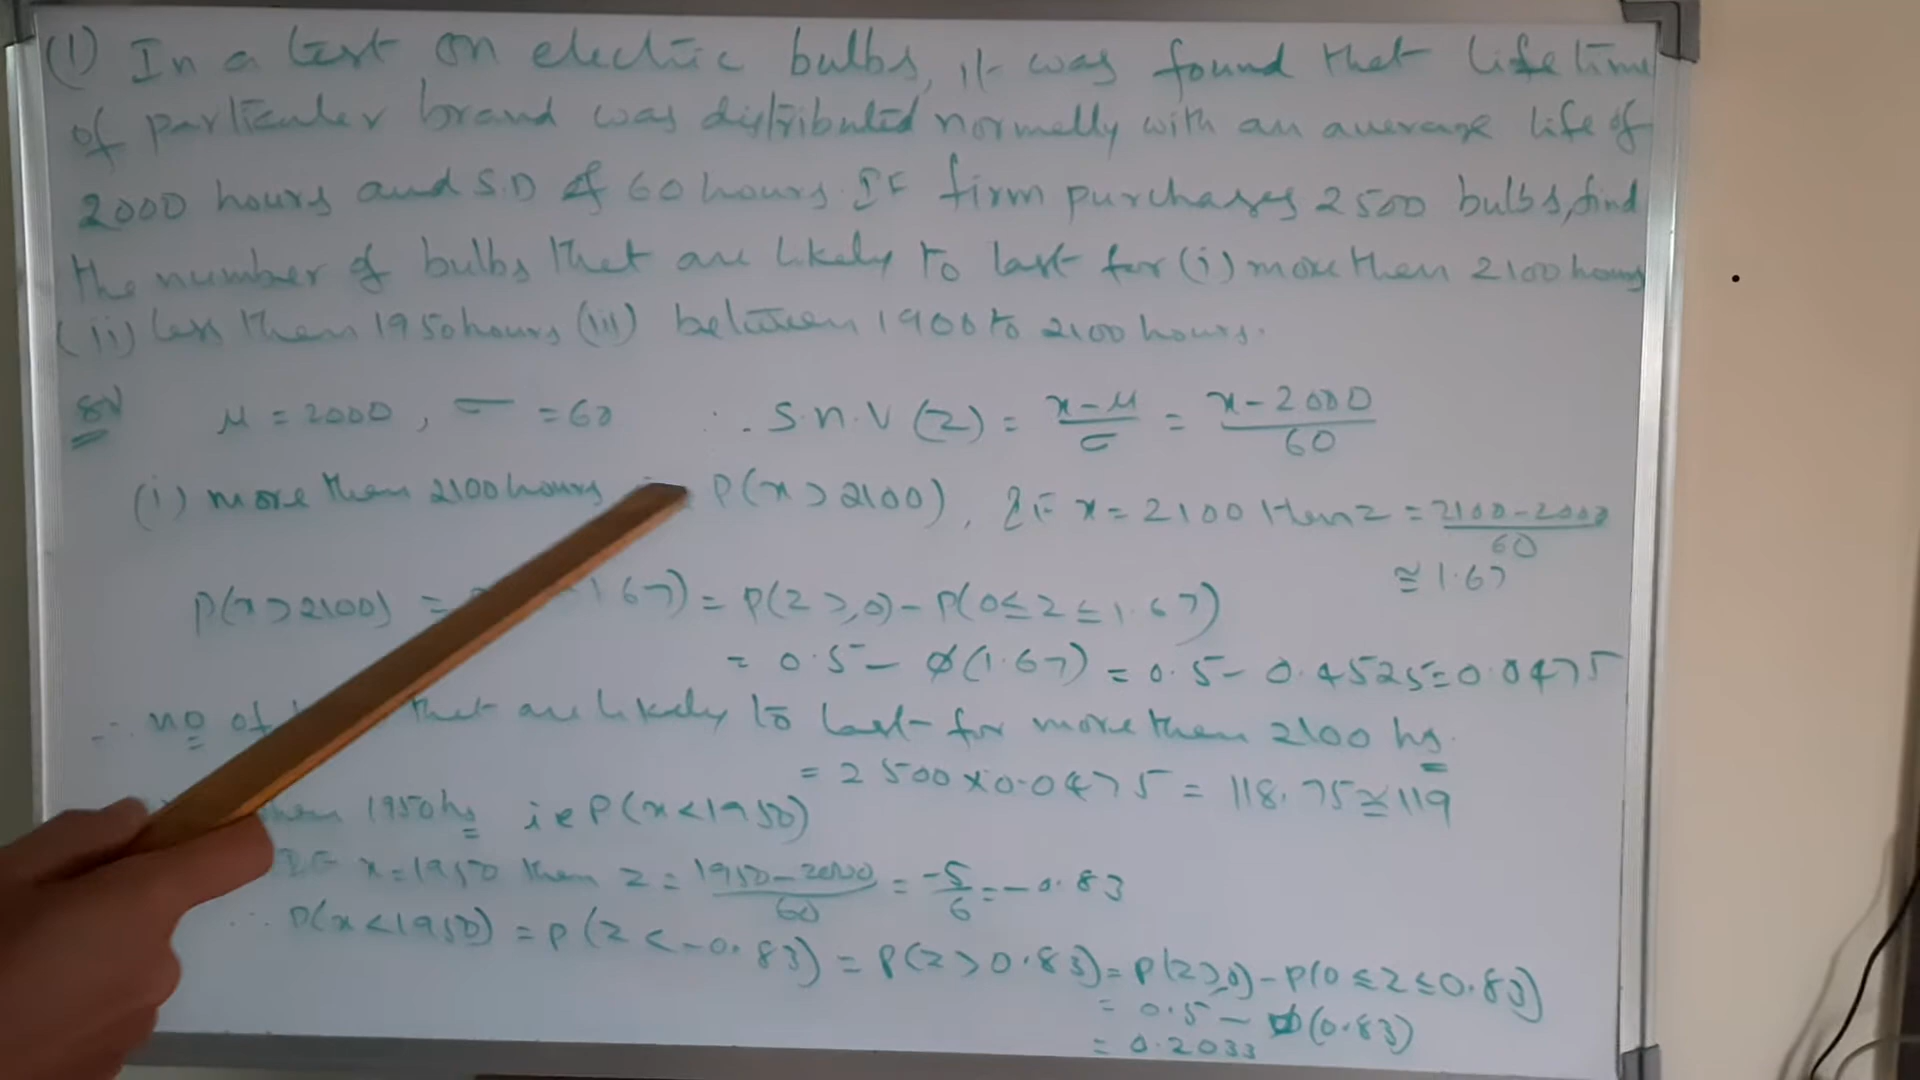 (1) In a test on electric bulbs, it was found that life time
of particular brand was distributed normally with an average life of
2000 hours and S.D of 60 hours. If firm purchases 2500 bulbs, find
the number of bulbs that are likely to last for (i) more than 2100 hours
(ii) less than 1950 hours (iii) between 1900 to 2100 hours.
Sol μ = 2000 , σ = 60 ∴ S.n.V (z) = x-μ/σ = x-2000/60
(i) more than 2100 hours P(x > 2100), If x = 2100 then z = 2100-2000/60
≅ 1.67
P(x > 2100) = 1.67) = P(z ≥ 0) - P(0 ≤ z ≤ 1.67)
= 0.5 - φ(1.67) = 0.5 - 0.4525 = 0.0475
∴ no of that are likely to last for more than 2100 hs.
= 2500 × 0.0475 = 118.75 ≅ 119
than 1950 hs ie P(x < 1950)
If x = 1950 then z = 1950-2000/60 = -5/6 = -0.83
∴ P(x < 1950) = P(z < -0.83) = P(z > 0.83) = P(z ≥ 0) - P(0 ≤ z ≤ 0.83)
= 0.5 - φ(0.83)
= 0.2033